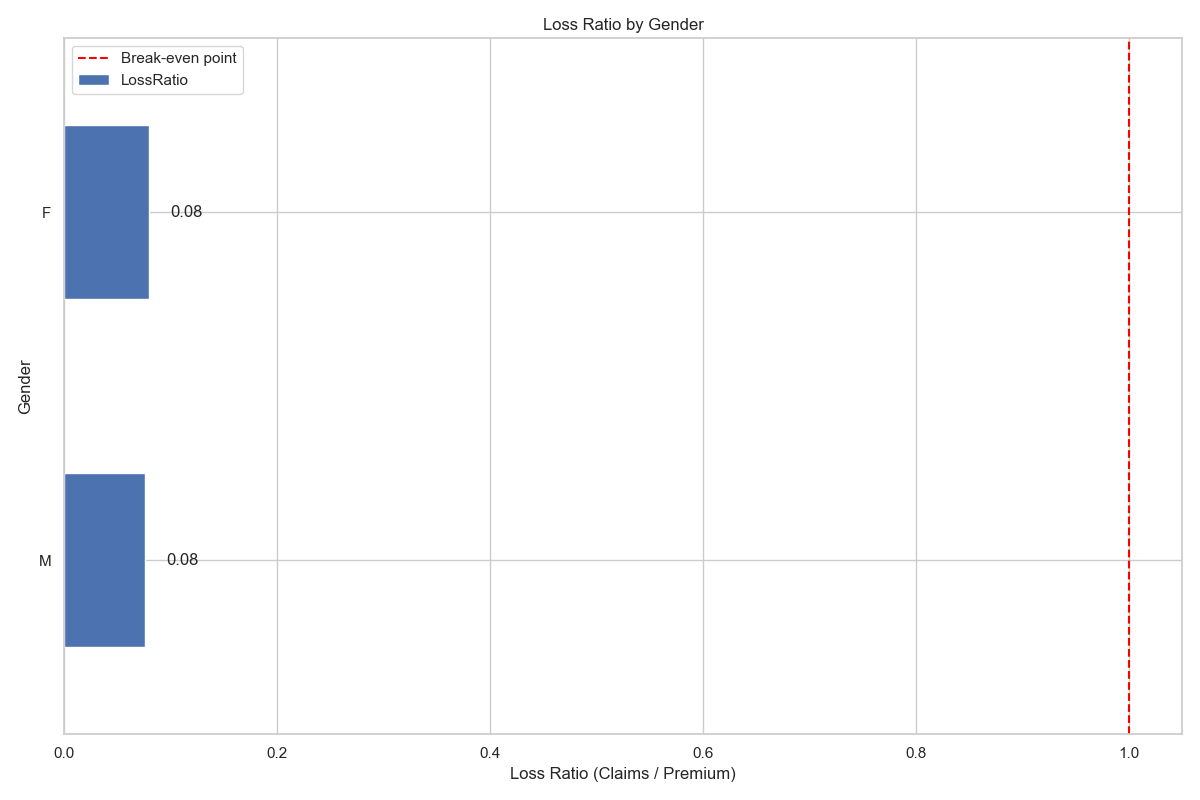 Loss Ratio by Gender
Break-even point
LossRatio
F
0.08
Gender
M
0.08
0.0 0.2 0.4 0.6 0.8 1.0
Loss Ratio (Claims / Premium)